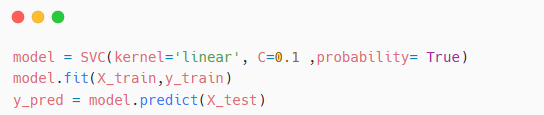 model = SVC(kernel='linear', C=0.1 ,probability= True)
model.fit(X_train,y_train)
y_pred = model.predict(X_test)